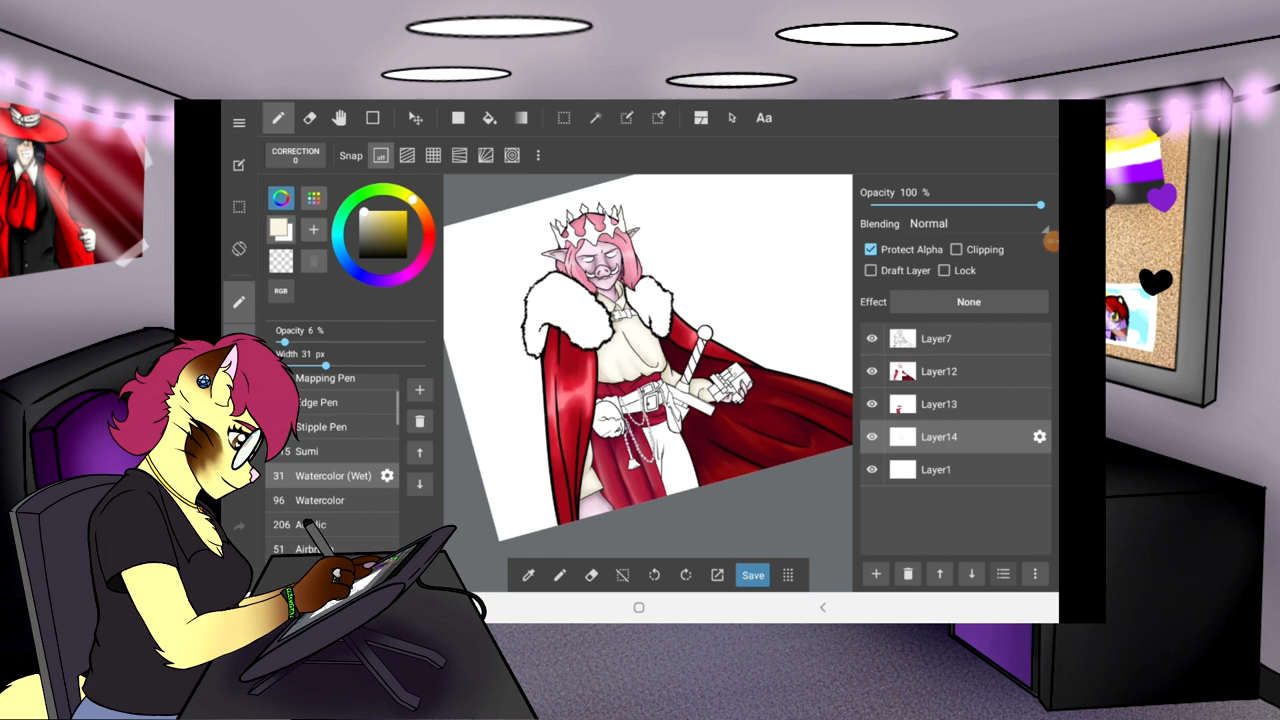 Aa
CORRECTION
0
Snap
off
RGB
Opacity 6 %
Width 31 px
Mapping Pen
Edge Pen
Stipple Pen
Sumi
31 Watercolor (Wet)
96 Watercolor
206
51
Opacity 100 %
Blending Normal
Protect Alpha
Clipping
Draft Layer
Lock
Effect None
Layer7
Layer12
Layer13
Layer14
Layer1
Save